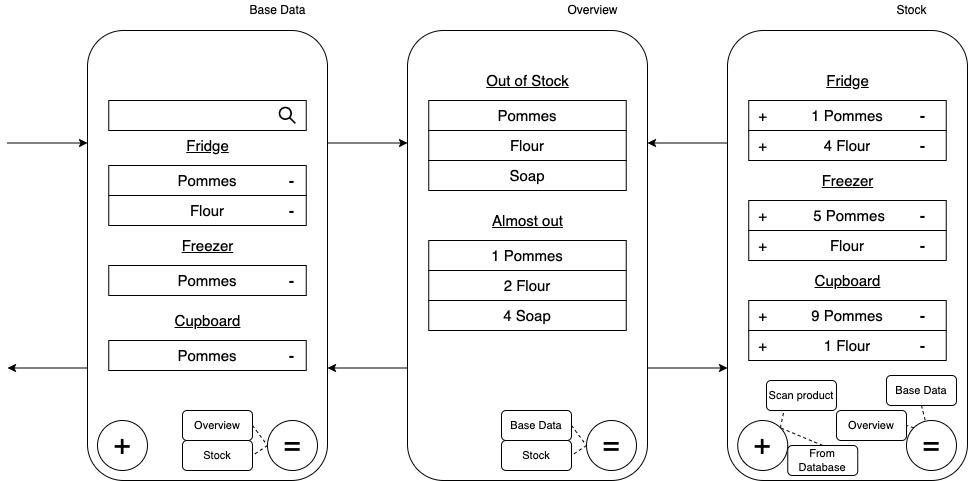 Base Data
Overview
Stock
Fridge
Pommes -
Flour -
Freezer
Pommes -
Cupboard
Pommes -
+
Overview
Stock
=
Out of Stock
Pommes
Flour
Soap
Almost out
1 Pommes
2 Flour
4 Soap
Base Data
Stock
=
Fridge
+ 1 Pommes -
+ 4 Flour -
Freezer
+ 5 Pommes -
+ Flour -
Cupboard
+ 9 Pommes -
+ 1 Flour -
Scan product
Base Data
Overview
+
From
Database
=